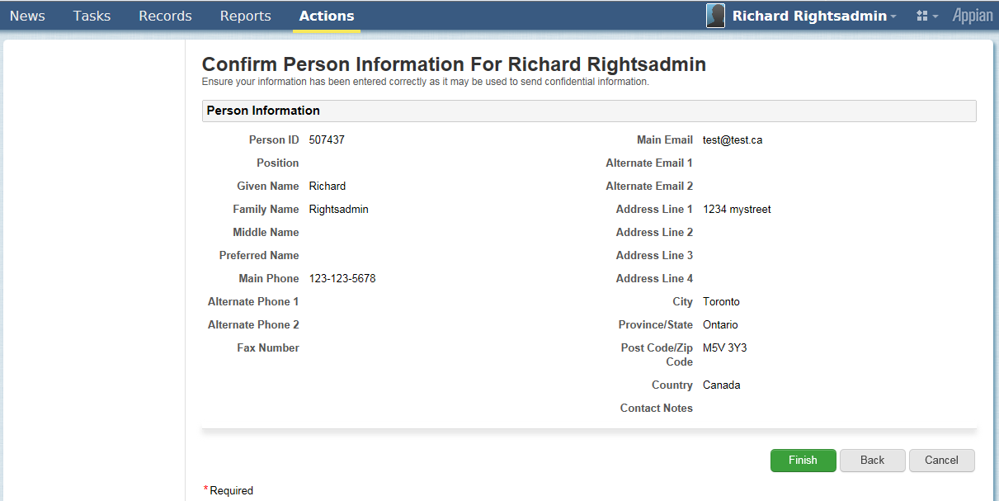 News Tasks Records Reports Actions Richard Rightsadmin Appian
Confirm Person Information For Richard Rightsadmin
Ensure your information has been entered correctly as it may be used to send confidential information.
Person Information
Person ID 507437
Position
Given Name Richard
Family Name Rightsadmin
Middle Name
Preferred Name
Main Phone 123-123-5678
Alternate Phone 1
Alternate Phone 2
Fax Number
Main Email test@test.ca
Alternate Email 1
Alternate Email 2
Address Line 1 1234 mystreet
Address Line 2
Address Line 3
Address Line 4
City Toronto
Province/State Ontario
Post Code/Zip M5V 3Y3
Code
Country Canada
Contact Notes
Finish Back Cancel
*Required